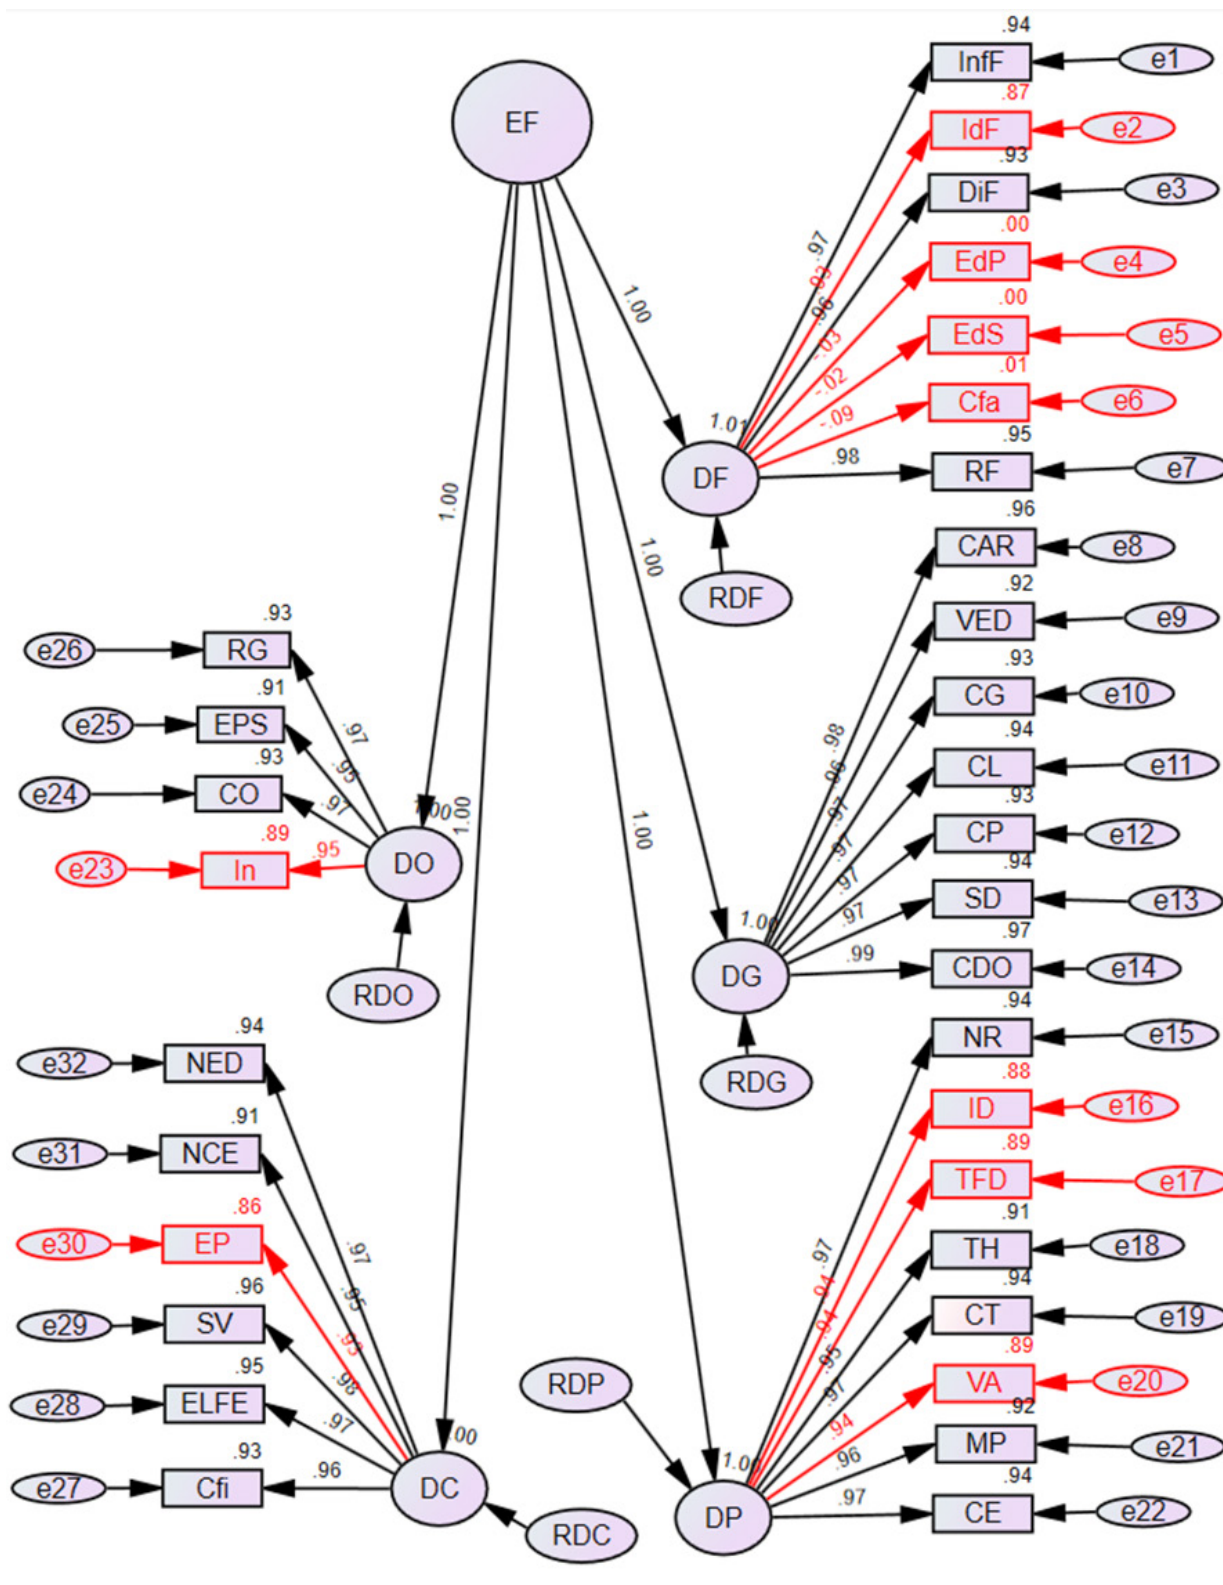 EF
.94
InfF
e1
.87
IdF
e2
.93
DiF
e3
.00
EdP
e4
.00
EdS
e5
.01
Cfa
e6
.95
RF
e7
.97
.93
.96
-.03
-.02
-.09
.98
1.00
1.01
DF
RDF
.96
CAR
e8
.92
VED
e9
.93
CG
e10
.94
CL
e11
.93
CP
e12
.94
SD
e13
.97
CDO
e14
.98
.96
.97
.97
.97
.97
.99
1.00
1.00
DG
RDG
.94
NR
e15
.88
ID
e16
.89
TFD
e17
.91
TH
e18
.94
CT
e19
.89
VA
e20
.92
MP
e21
.94
CE
e22
.97
.94
.94
.95
.97
.94
.96
.97
1.00
1.00
DP
RDP
.93
RG
e26
.91
EPS
e25
.93
CO
e24
.89
In
e23
.97
.95
.97
.95
1.00
1.00
DO
RDO
.94
NED
e32
.91
NCE
e31
.86
EP
e30
.96
SV
e29
.95
ELFE
e28
.93
Cfi
e27
.97
.95
.93
.98
.97
.96
1.00
.00
DC
RDC